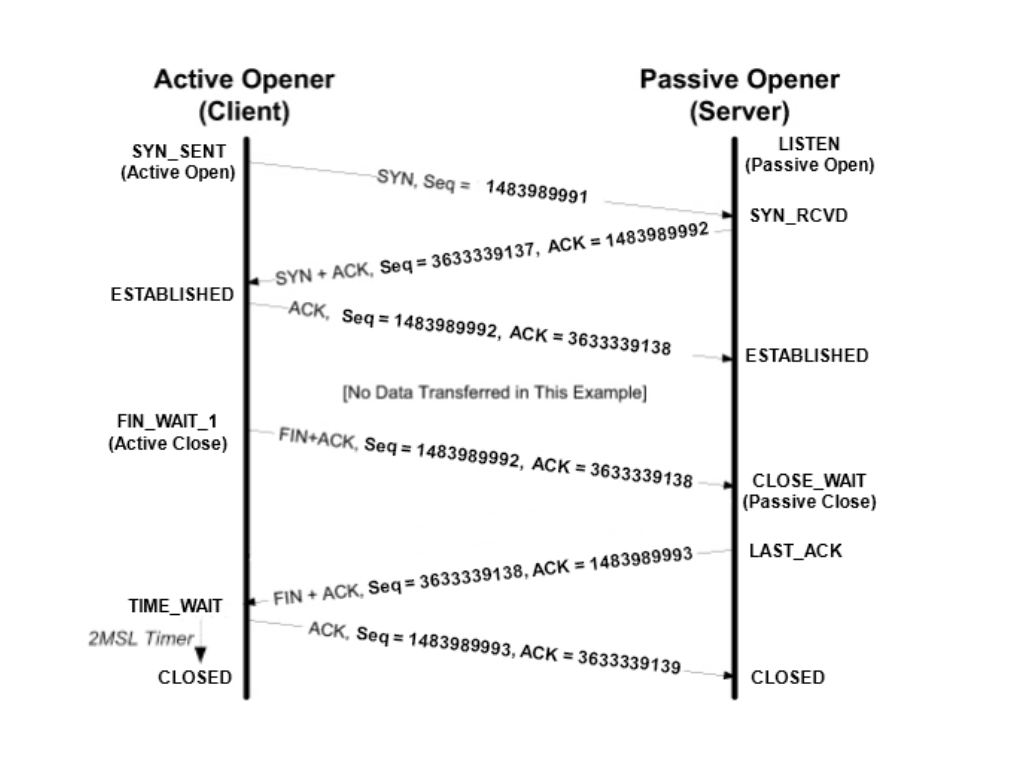 Active Opener
(Client)
Passive Opener
(Server)
SYN_SENT
(Active Open)
LISTEN
(Passive Open)
SYN, Seq = 1483989991
SYN_RCVD
SYN + ACK, Seq = 3633339137, ACK = 1483989992
ESTABLISHED
ACK, Seq = 1483989992, ACK = 3633339138
ESTABLISHED
[No Data Transferred in This Example]
FIN_WAIT_1
(Active Close)
FIN+ACK, Seq = 1483989992, ACK = 3633339138
CLOSE_WAIT
(Passive Close)
LAST_ACK
FIN + ACK, Seq = 3633339138, ACK = 1483989993
TIME_WAIT
ACK, Seq = 1483989993, ACK = 3633339139
2MSL Timer
CLOSED
CLOSED